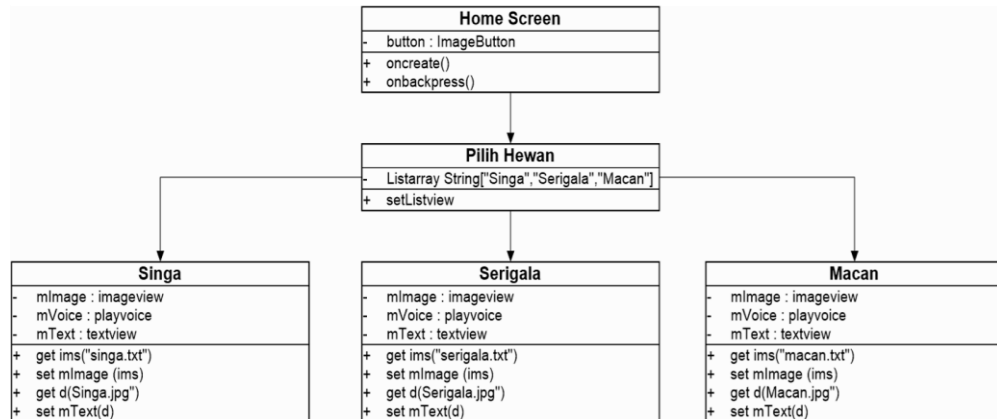 Home Screen
- button : ImageButton
+ oncreate()
+ onbackpress()
Pilih Hewan
- Listarray String["Singa","Serigala","Macan"]
+ setListview
Singa
- mImage : imageview
- mVoice : playvoice
- mText : textview
+ get ims("singa.txt")
+ set mImage (ims)
+ get d(Singa.jpg")
+ set mText(d)
Serigala
- mImage : imageview
- mVoice : playvoice
- mText : textview
+ get ims("serigala.txt")
+ set mImage (ims)
+ get d(Serigala.jpg")
+ set mText(d)
Macan
- mImage : imageview
- mVoice : playvoice
- mText : textview
+ get ims("macan.txt")
+ set mImage (ims)
+ get d(Macan.jpg")
+ set mText(d)